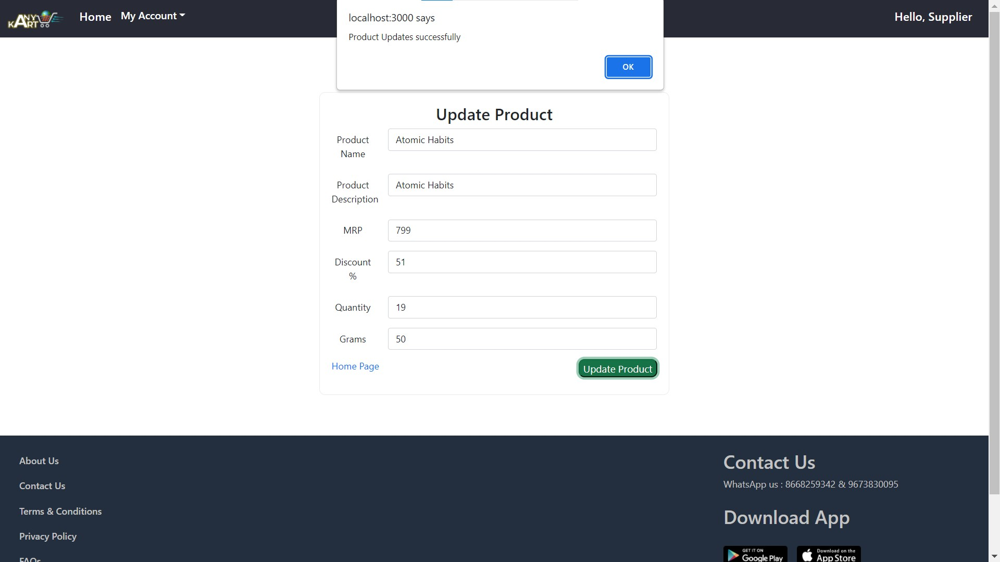 ANY
KART
Home
My Account
Hello, Supplier
localhost:3000 says
Product Updates successfully
OK
Update Product
Product
Name
Atomic Habits
Product
Description
Atomic Habits
MRP
799
Discount
%
51
Quantity
19
Grams
50
Home Page
Update Product
About Us
Contact Us
Terms & Conditions
Privacy Policy
FAQs
Contact Us
WhatsApp us : 8668259342 & 9673830095
Download App
GET IT ON
Google Play
Download on the
App Store